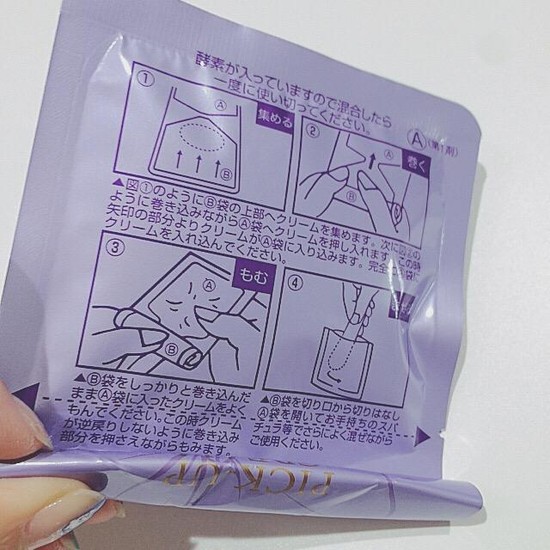 酵素が入っていますので混合したら
一度に使い切ってください。
Ⓐ(第1剤)
①
Ⓐ
集める
Ⓑ
②
Ⓐ
巻く
Ⓑ
▲図①のようにⒷ袋の上部へクリームを集めます。次に図②の
ように巻き込みながらⒶ袋へクリームを押し入れます。この時
矢印の部分よりクリームがⒶ袋に入り込みます。完全に
クリームを入れ込んでください。
③
もむ
Ⓐ
Ⓑ
④
▲Ⓑ袋をしっかりと巻き込んだ
ままⒶ袋に入ったクリームをよく
もんでください。この時クリーム
が逆戻りしないように巻き込み
部分を押さえながらもみます。
▲Ⓑ袋を切り口から切りはなし
Ⓐ袋を開いてお手持ちのスパ
チュラ等でさらによく混ぜながら
ご使用ください。
PICK-UP